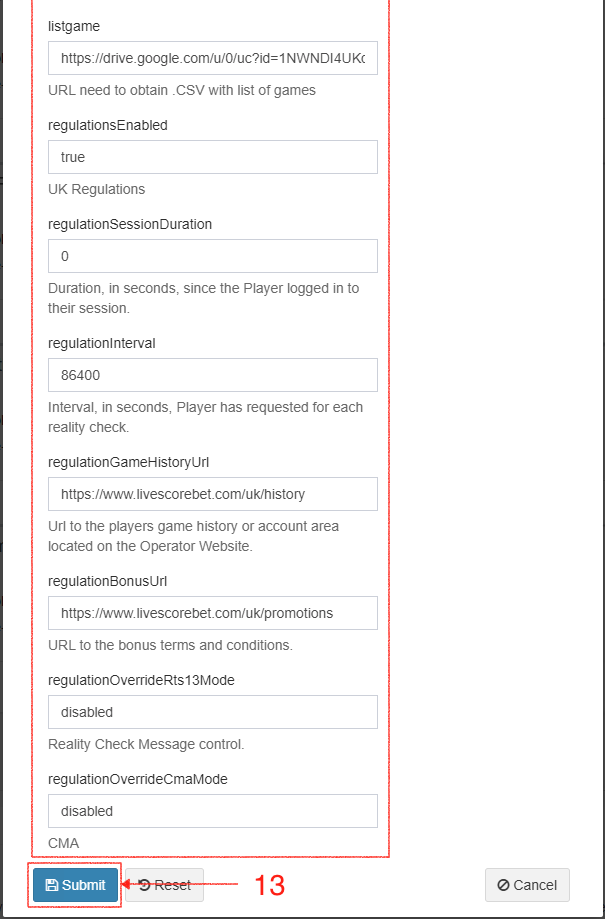 listgame
https://drive.google.com/u/0/uc?id=1NWNDI4UK
URL need to obtain .CSV with list of games
regulationsEnabled
true
UK Regulations
regulationSessionDuration
0
Duration, in seconds, since the Player logged in to
their session.
regulationInterval
86400
Interval, in seconds, Player has requested for each
reality check.
regulationGameHistoryUrl
https://www.livescorebet.com/uk/history
Url to the players game history or account area
located on the Operator Website.
regulationBonusUrl
https://www.livescorebet.com/uk/promotions
URL to the bonus terms and conditions.
regulationOverrideRts13Mode
disabled
Reality Check Message control.
regulationOverrideCmaMode
disabled
CMA
Submit Reset 13 Cancel